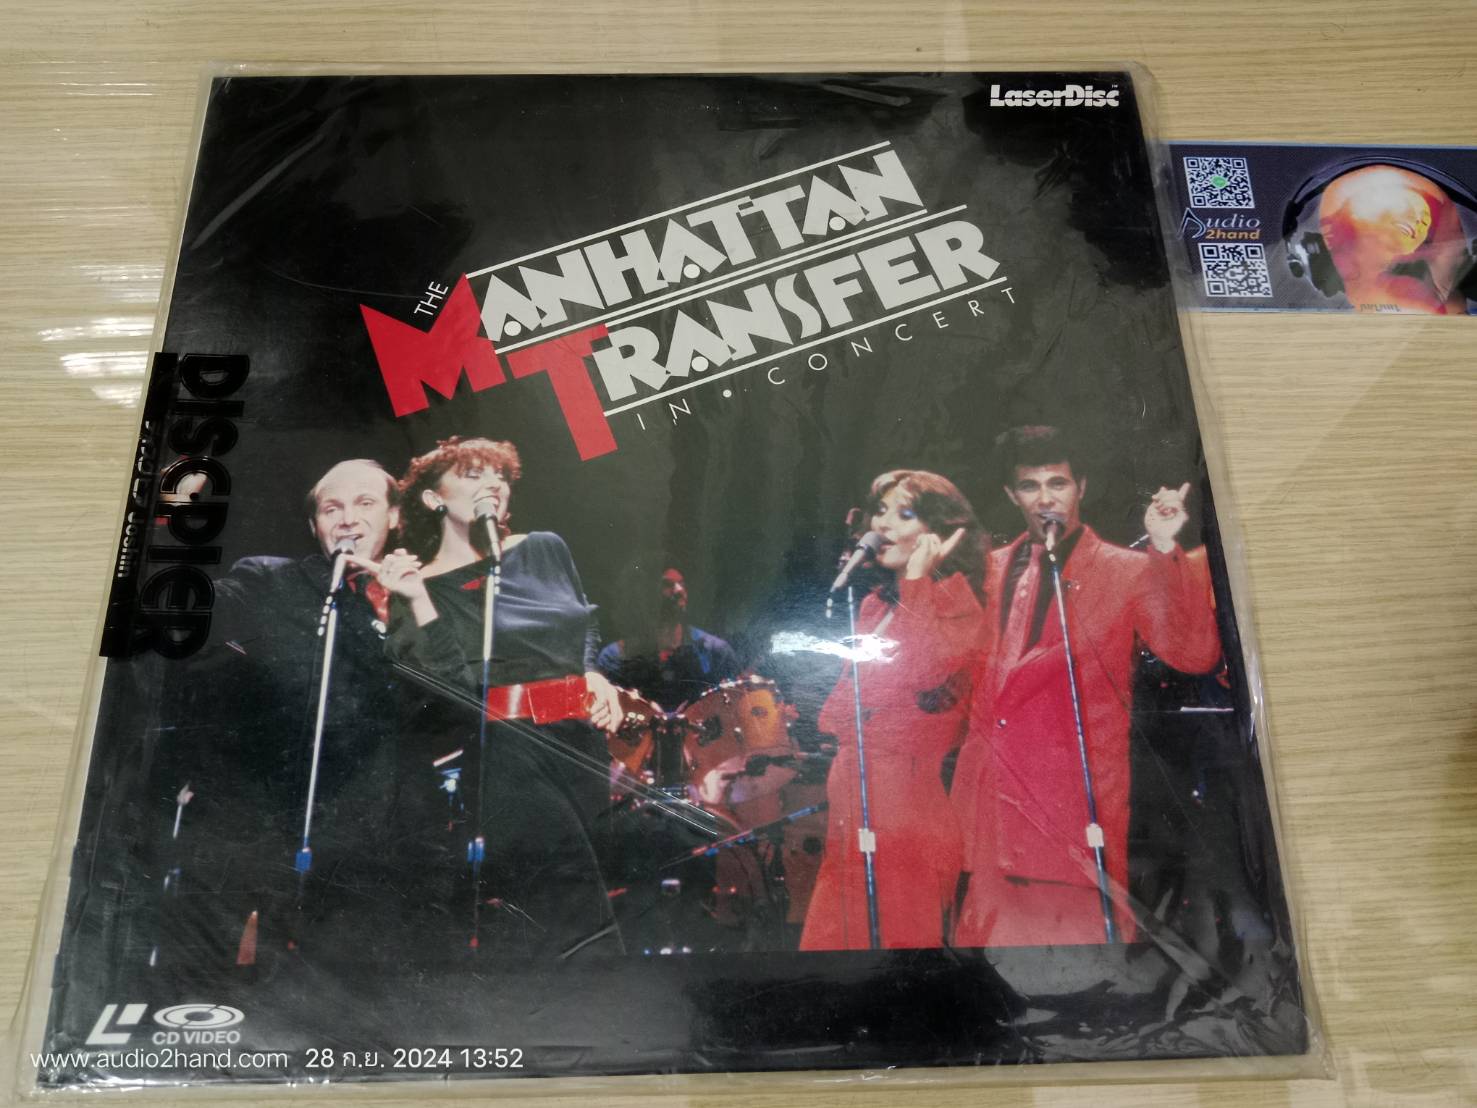 LaserDisc
THE
MANHATTAN
TRANSFER
IN • CONCERT
DISCPIER
Joshin
Audio
2hand
CD VIDEO
www.audio2hand.com 28 ก.ย. 2024 13:52